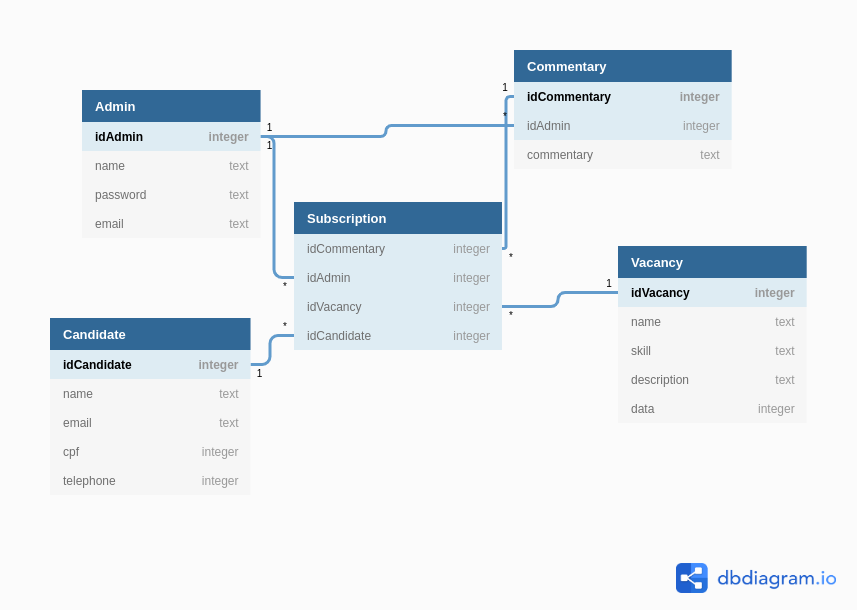 Admin
idAdmin integer
name text
password text
email text
Commentary
idCommentary integer
idAdmin integer
commentary text
Subscription
idCommentary integer
idAdmin integer
idVacancy integer
idCandidate integer
Vacancy
idVacancy integer
name text
skill text
description text
data integer
Candidate
idCandidate integer
name text
email text
cpf integer
telephone integer
1
1
1
*
*
*
1
*
*
1
dbdiagram.io